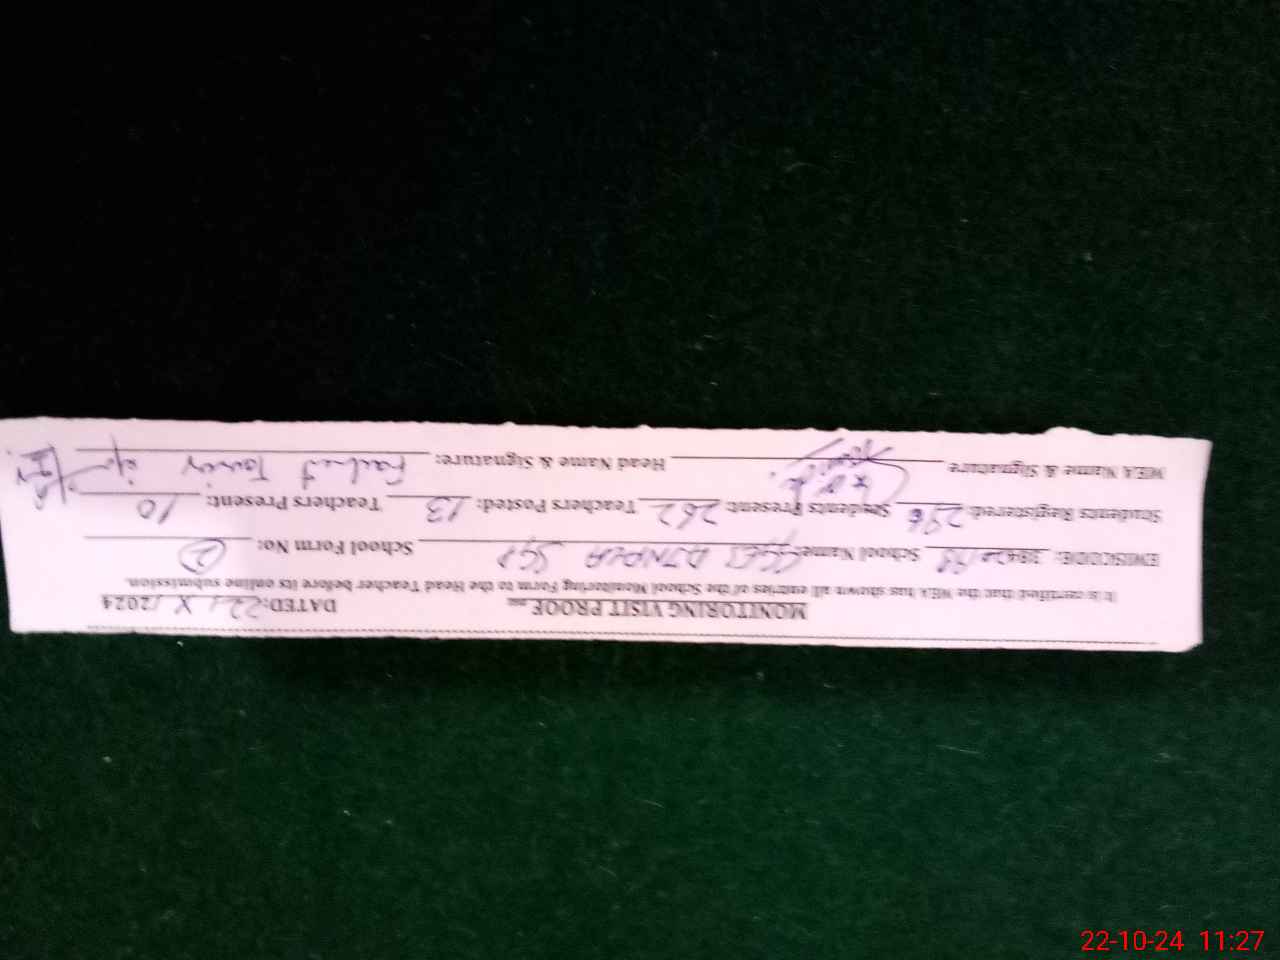 MONITORING VISIT PROOF DATED: 22/X/2024
It is certified that the MEA has shown all entries of the School Monitoring Form to the Head Teacher before its online submission.
EMISCODE: School Name: SGD School Form No: 2
Students Registered: 296 Students Present: 262 Teachers Posted: 13 Teachers Present: 10
MEA Name & Signature Head Name & Signature:
22-10-24 11:27